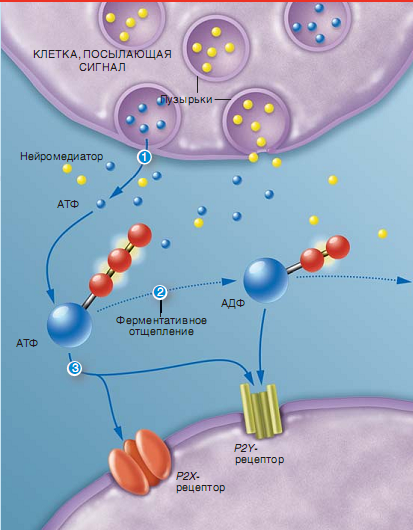 КЛЕТКА, ПОСЫЛАЮЩАЯ
СИГНАЛ
Пузырьки
Нейромедиатор
1
АТФ
2
АДФ
Ферментативное
отщепление
АТФ
3
P2Y-
рецептор
P2X-
рецептор